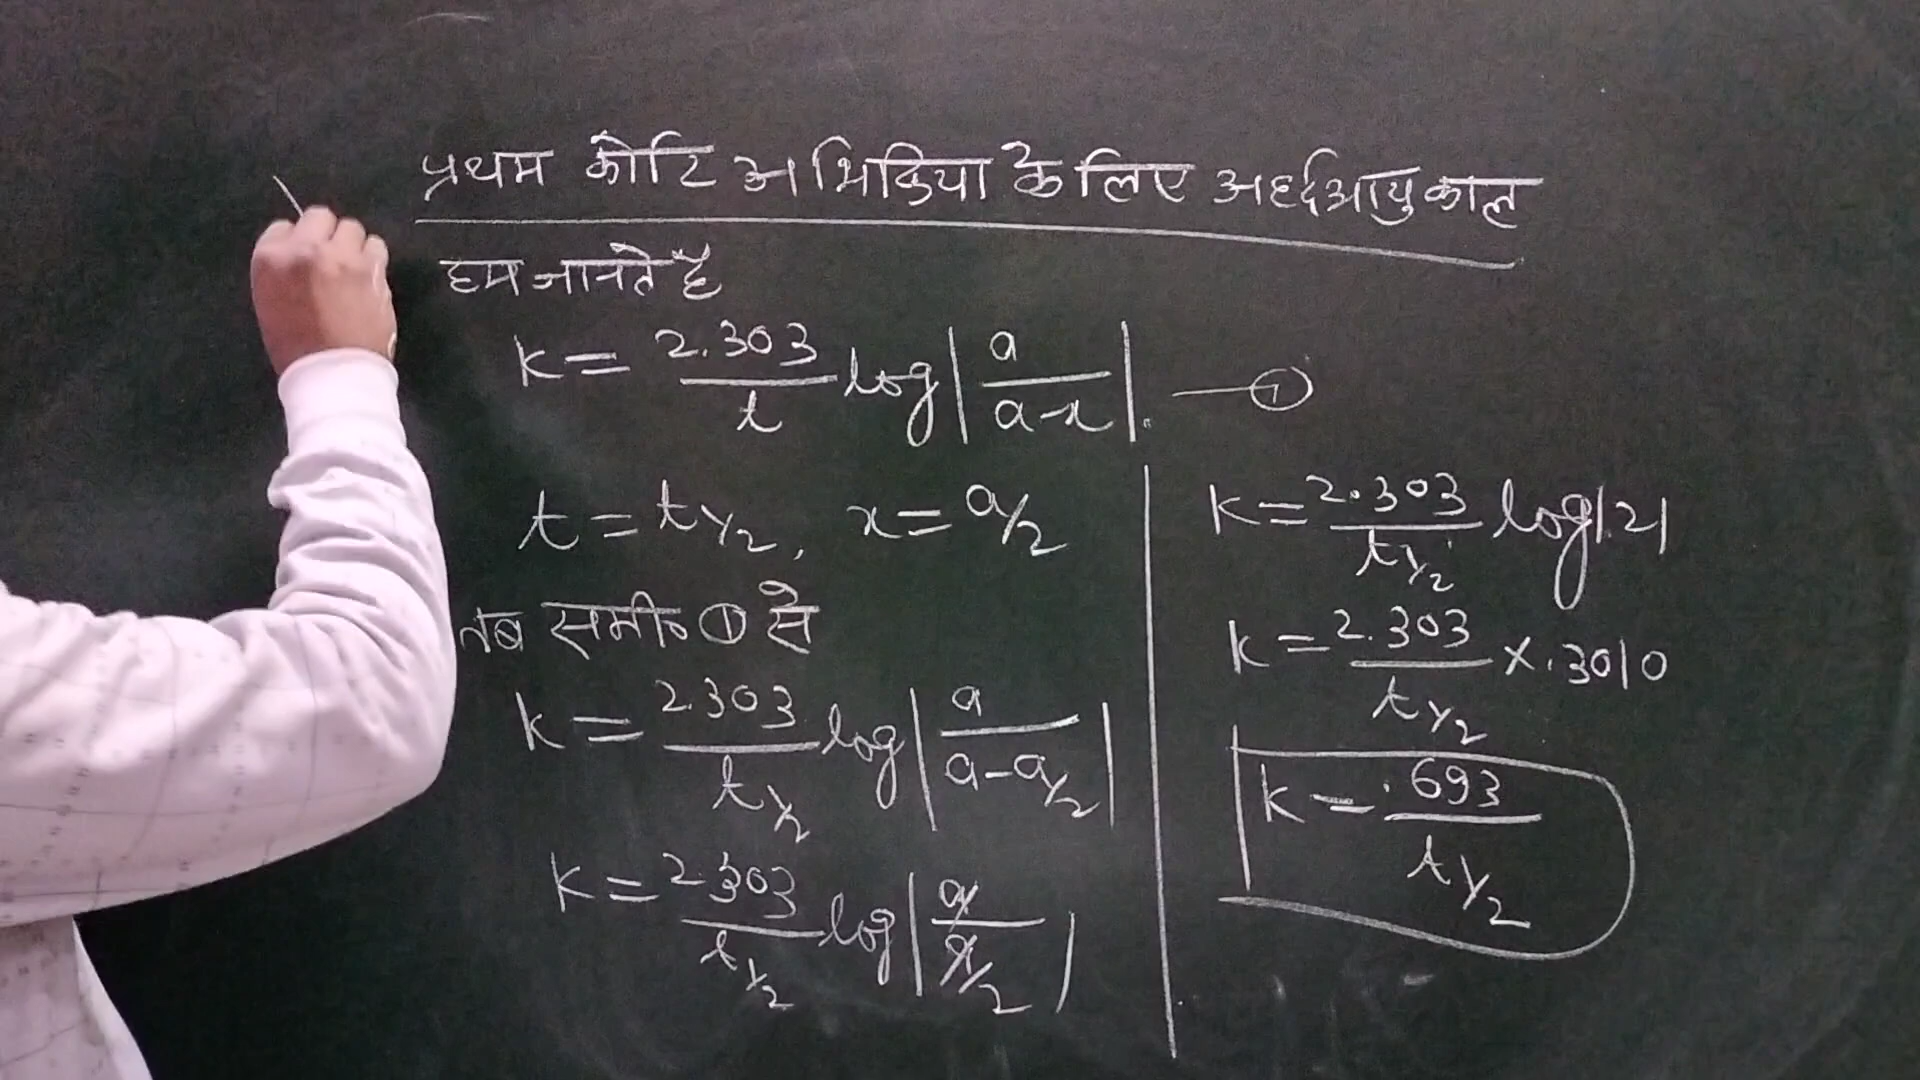 प्रथम कोटि अभिक्रिया के लिए अर्द्धआयुकाल
हम जानते है
k = 2.303/t log|a/a-x|. —①
t = t1/2, x = a/2
तब समी० ① से
k = 2.303/t1/2 log|a/a-a/2|
k = 2.303/t1/2 log|a/a/2|
k = 2.303/t1/2 log|2|
k = 2.303/t1/2 x .3010
k = .693/t1/2